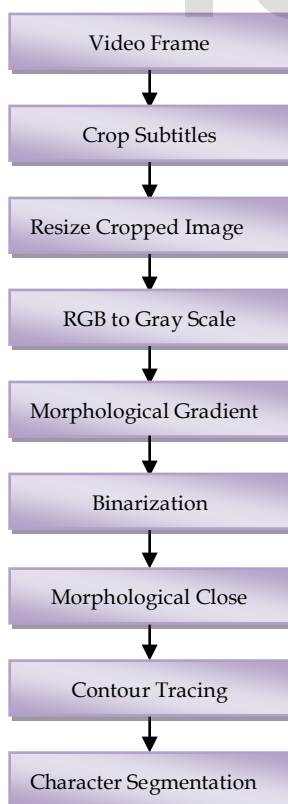 Video Frame
Crop Subtitles
Resize Cropped Image
RGB to Gray Scale
Morphological Gradient
Binarization
Morphological Close
Contour Tracing
Character Segmentation